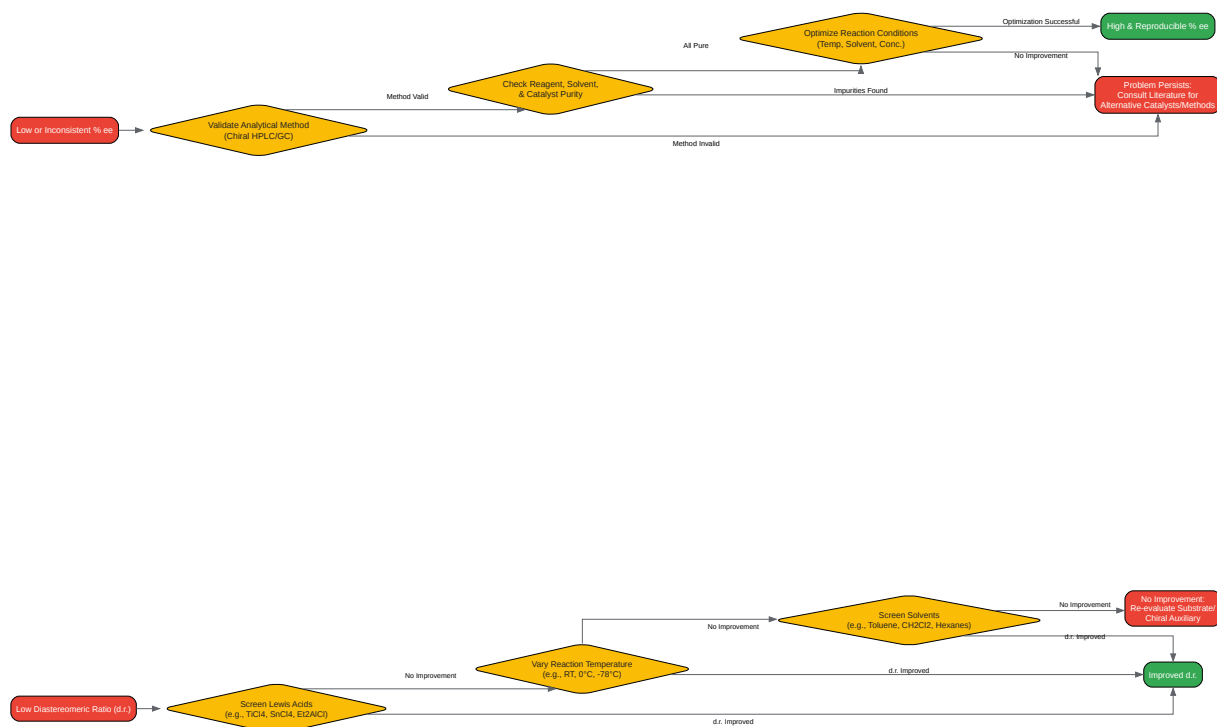 Optimization Successful
High & Reproducible % ee
Optimize Reaction Conditions
(Temp, Solvent, Conc.)
All Pure
No Improvement
Check Reagent, Solvent,
& Catalyst Purity
Impurities Found
Problem Persists:
Consult Literature for
Alternative Catalysts/Methods
Method Valid
Low or Inconsistent % ee
Validate Analytical Method
(Chiral HPLC/GC)
Method Invalid
No Improvement
No Improvement:
Re-evaluate Substrate/
Chiral Auxiliary
Screen Solvents
(e.g., Toluene, CH2Cl2, Hexanes)
No Improvement
d.r. Improved
Vary Reaction Temperature
(e.g., RT, 0°C, -78°C)
d.r. Improved
Improved d.r.
No Improvement
Low Diastereomeric Ratio (d.r.)
Screen Lewis Acids
(e.g., TiCl4, SnCl4, Et2AlCl)
d.r. Improved